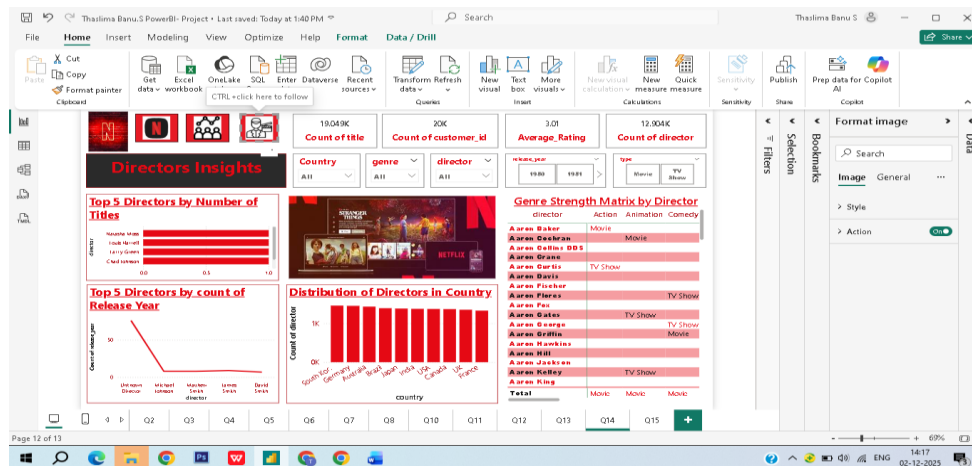 Thaslima Banu.S PowerBI- Project • Last saved: Today at 1:40 PM
Search
Thaslima Banu S
File Home Insert Modeling View Optimize Help Format Data / Drill
Share
Paste
Cut
Copy
Format painter
Clipboard
Get data
Excel workbook
OneLake
SQL
Enter
Dataverse
Recent sources
CTRL+click here to follow
Transform data
Refresh
Queries
New visual
Text box
More visuals
Insert
New visual calculation
New measure
Quick measure
Calculations
Sensitivity
Sensitivity
Publish
Share
Prep data for AI
Copilot
Copilot
19.049K
Count of title
20K
Count of customer_id
3.01
Average_Rating
12.904K
Count of director
Directors Insights
Country
All
genre
All
director
All
release_year
1980 1981
type
Movie
TV Show
Top 5 Directors by Number of Titles
director
Larry Green
Chad Johnson
0.0 0.5 1.0
STRANGER THINGS
NETFLIX
Genre Strength Matrix by Director
director Action Animation Comedy
Aaron Baker Movie
Aaron Cochran Movie
Aaron Collins DDS
Aaron Crane
Aaron Curtis TV Show
Aaron Davis
Aaron Fischer
Aaron Flores TV Show
Aaron Fox
Aaron Gates TV Show
Aaron George TV Show
Aaron Griffin Movie
Aaron Hawkins
Aaron Hill
Aaron Jackson
Aaron Kelley TV Show
Aaron King
Total Movie Movie Movie
Top 5 Directors by count of Release Year
Count of release_year
50
0
Unknown Director
Michael Johnson
James Smith
David Smith
director
Distribution of Directors in Country
Count of director
1K
0K
South Kor.. Germany Australia Brazil Japan India USA Canada UK France
country
Filters
Selection
Bookmarks
Format image
Search
Image General
Style
Action
On
Data
Q2 Q3 Q4 Q5 Q6 Q7 Q8 Q9 Q10 Q11 Q12 Q13 Q14 Q15
Page 12 of 13
69%
ENG
14:17
02-12-2025